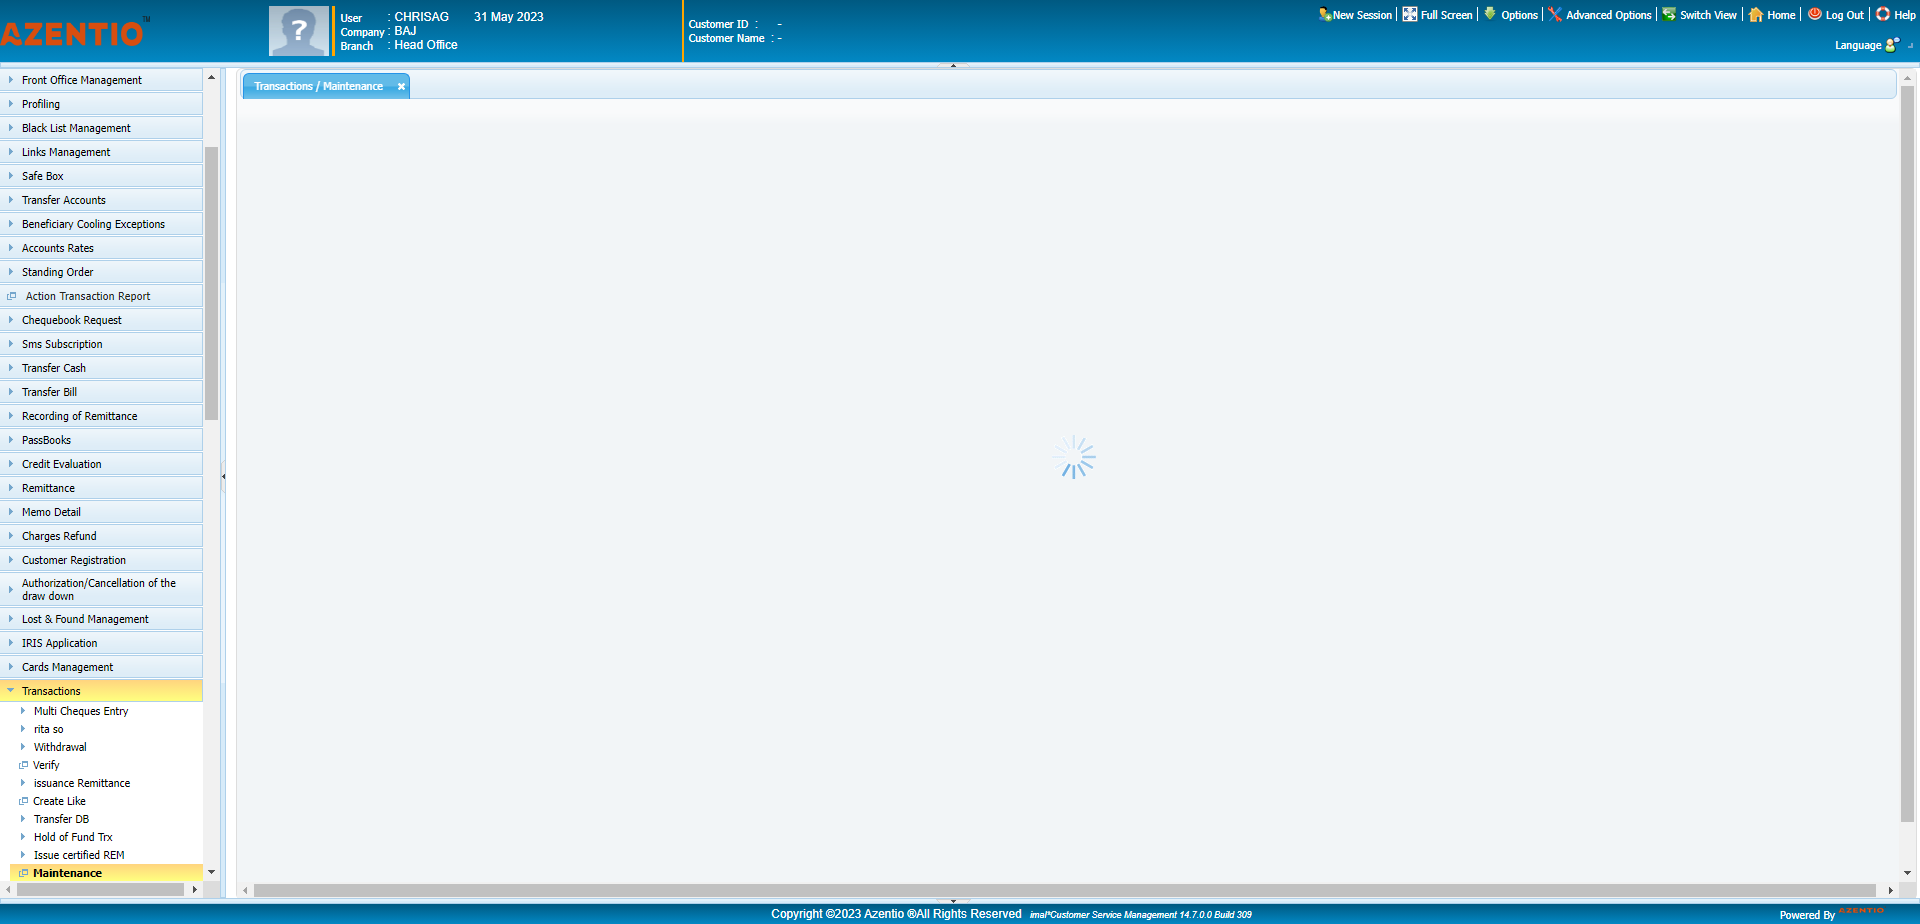 AZENTIO™
User : CHRISAG 31 May 2023
Company : BAJ
Branch : Head Office
Customer ID : -
Customer Name : -
New Session | Full Screen | Options | Advanced Options | Switch View | Home | Log Out | Help
Language
Front Office Management
Profiling
Black List Management
Links Management
Safe Box
Transfer Accounts
Beneficiary Cooling Exceptions
Accounts Rates
Standing Order
Action Transaction Report
Chequebook Request
Sms Subscription
Transfer Cash
Transfer Bill
Recording of Remittance
PassBooks
Credit Evaluation
Remittance
Memo Detail
Charges Refund
Customer Registration
Authorization/Cancellation of the
draw down
Lost & Found Management
IRIS Application
Cards Management
Transactions
Multi Cheques Entry
rita so
Withdrawal
Verify
issuance Remittance
Create Like
Transfer DB
Hold of Fund Trx
Issue certified REM
Maintenance
Transactions / Maintenance
Copyright ©2023 Azentio ®All Rights Reserved imal*Customer Service Management 14.7.0.0 Build 309
Powered By AZENTIO